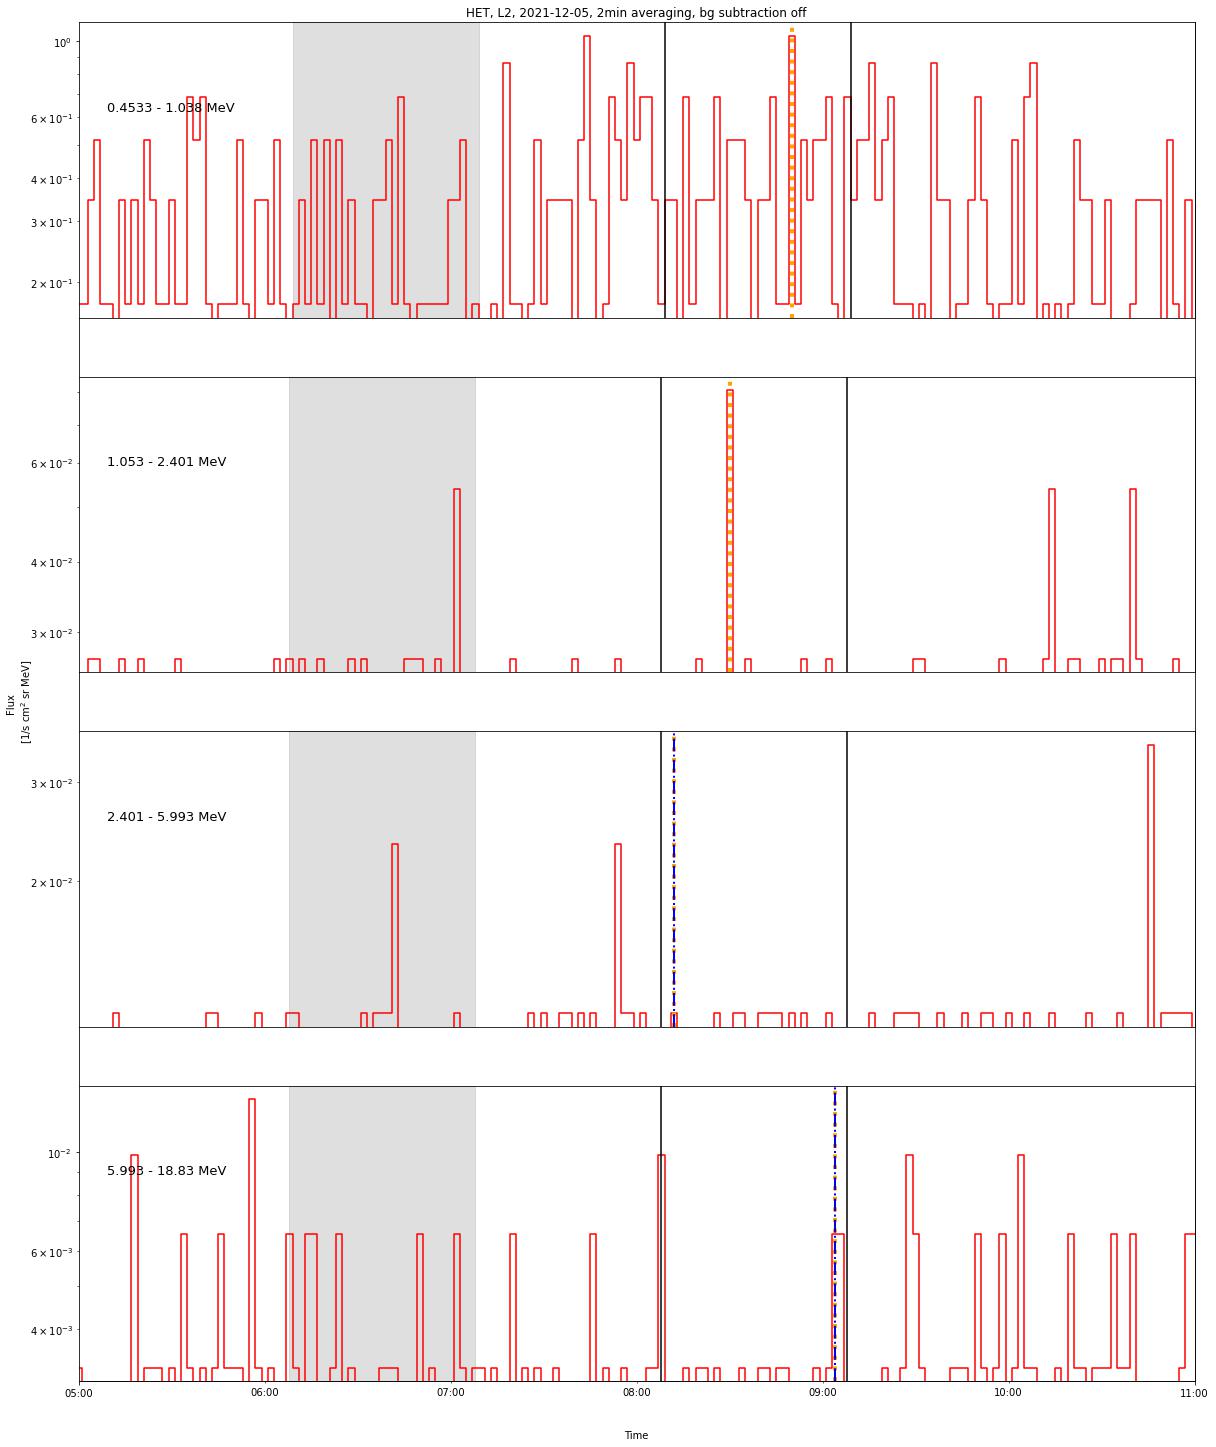 HET, L2, 2021-12-05, 2min averaging, bg subtraction off
10⁰
6 × 10⁻¹
4 × 10⁻¹
3 × 10⁻¹
2 × 10⁻¹
0.4533 - 1.038 MeV
6 × 10⁻²
4 × 10⁻²
3 × 10⁻²
1.053 - 2.401 MeV
Flux
[1/s cm² sr MeV]
3 × 10⁻²
2 × 10⁻²
2.401 - 5.993 MeV
10⁻²
6 × 10⁻³
4 × 10⁻³
5.993 - 18.83 MeV
05:00 06:00 07:00 08:00 09:00 10:00 11:00
Time